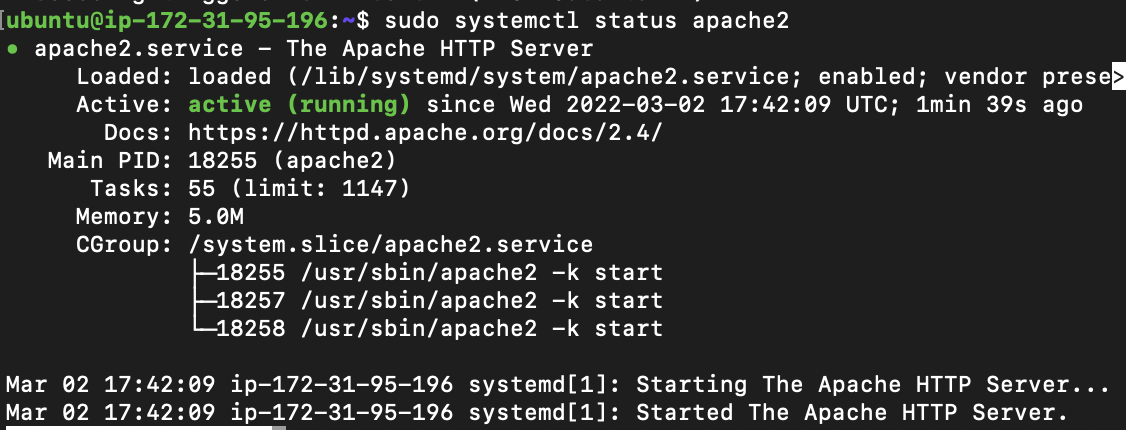 [ubuntu@ip-172-31-95-196:~$ sudo systemctl status apache2
● apache2.service – The Apache HTTP Server
Loaded: loaded (/lib/systemd/system/apache2.service; enabled; vendor prese>
Active: active (running) since Wed 2022-03-02 17:42:09 UTC; 1min 39s ago
Docs: https://httpd.apache.org/docs/2.4/
Main PID: 18255 (apache2)
Tasks: 55 (limit: 1147)
Memory: 5.0M
CGroup: /system.slice/apache2.service
├─18255 /usr/sbin/apache2 -k start
├─18257 /usr/sbin/apache2 -k start
└─18258 /usr/sbin/apache2 -k start
Mar 02 17:42:09 ip-172-31-95-196 systemd[1]: Starting The Apache HTTP Server...
Mar 02 17:42:09 ip-172-31-95-196 systemd[1]: Started The Apache HTTP Server.